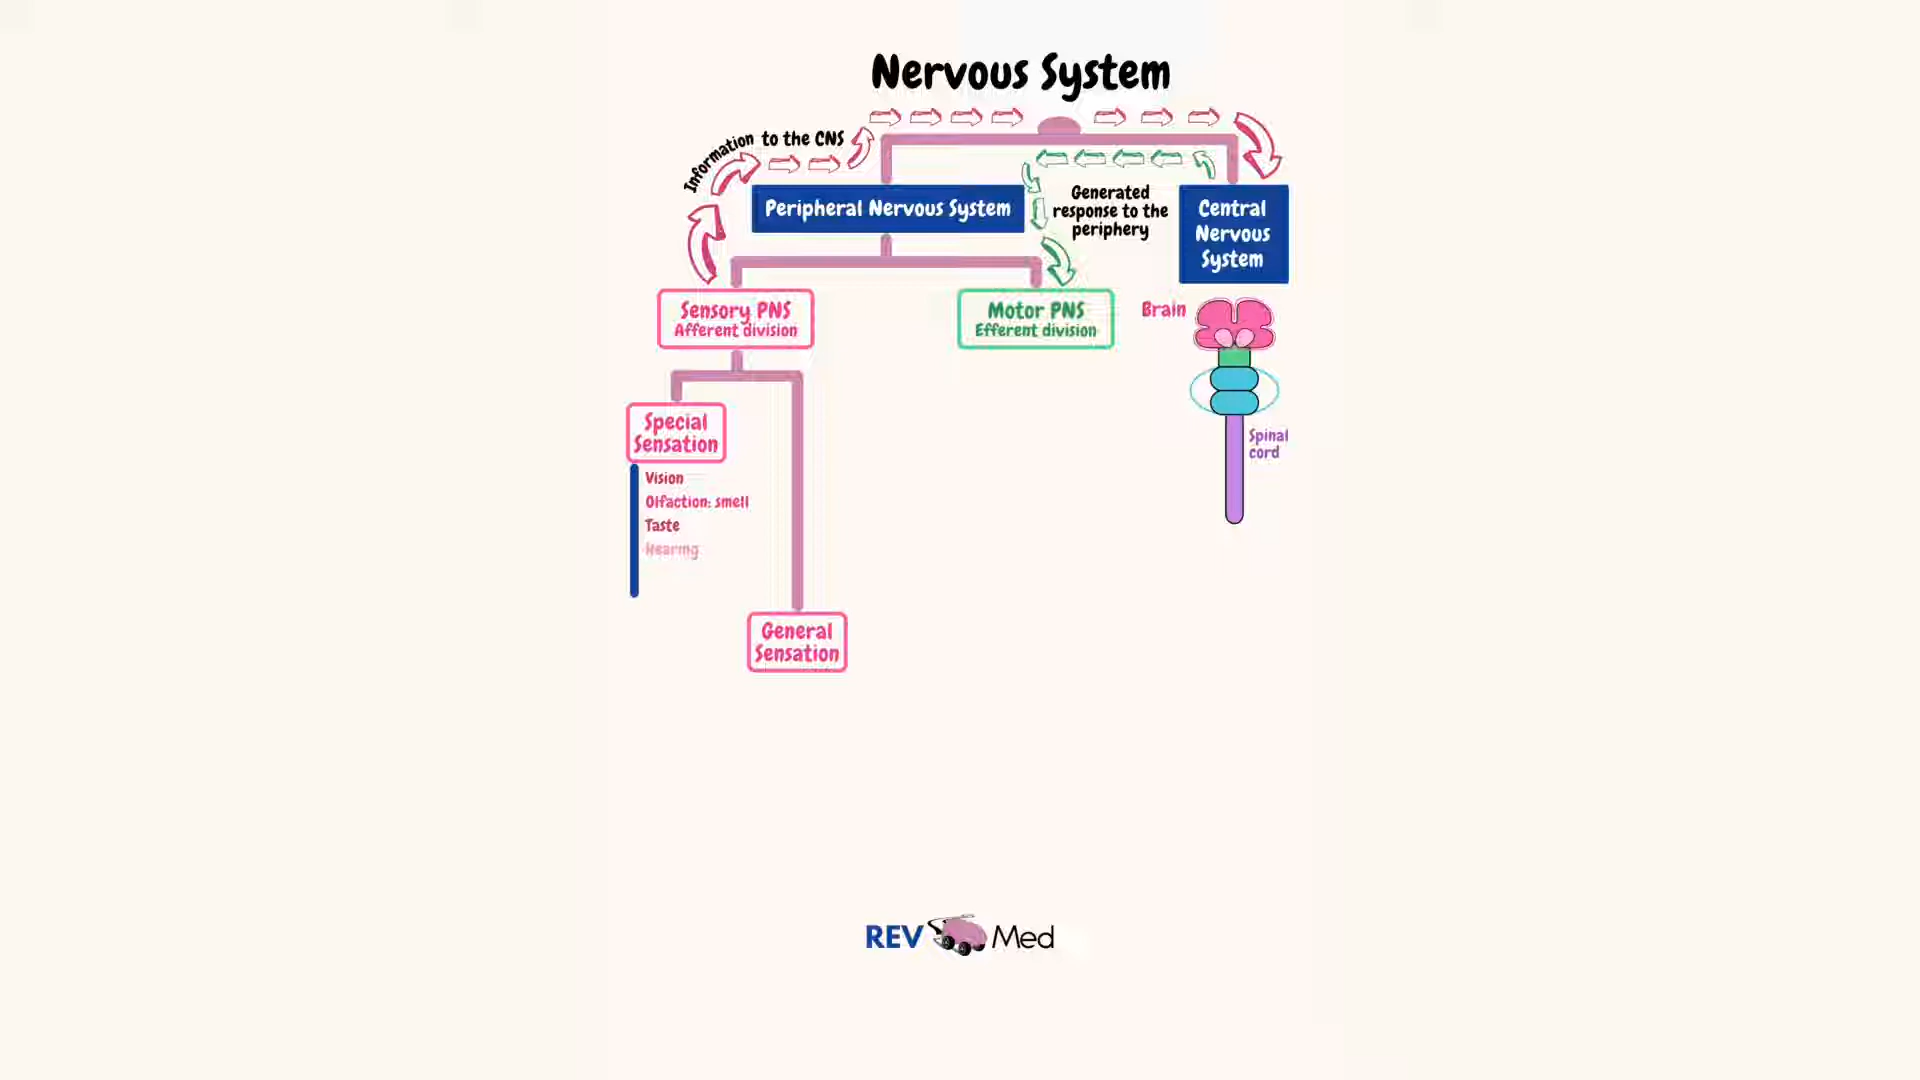 Nervous System
Information to the CNS
Peripheral Nervous System
Generated
response to the
periphery
Central
Nervous
System
Sensory PNS
Afferent division
Motor PNS
Efferent division
Brain
Special
Sensation
Vision
Olfaction: smell
Taste
Hearing
Spinal
cord
General
Sensation
REV Med